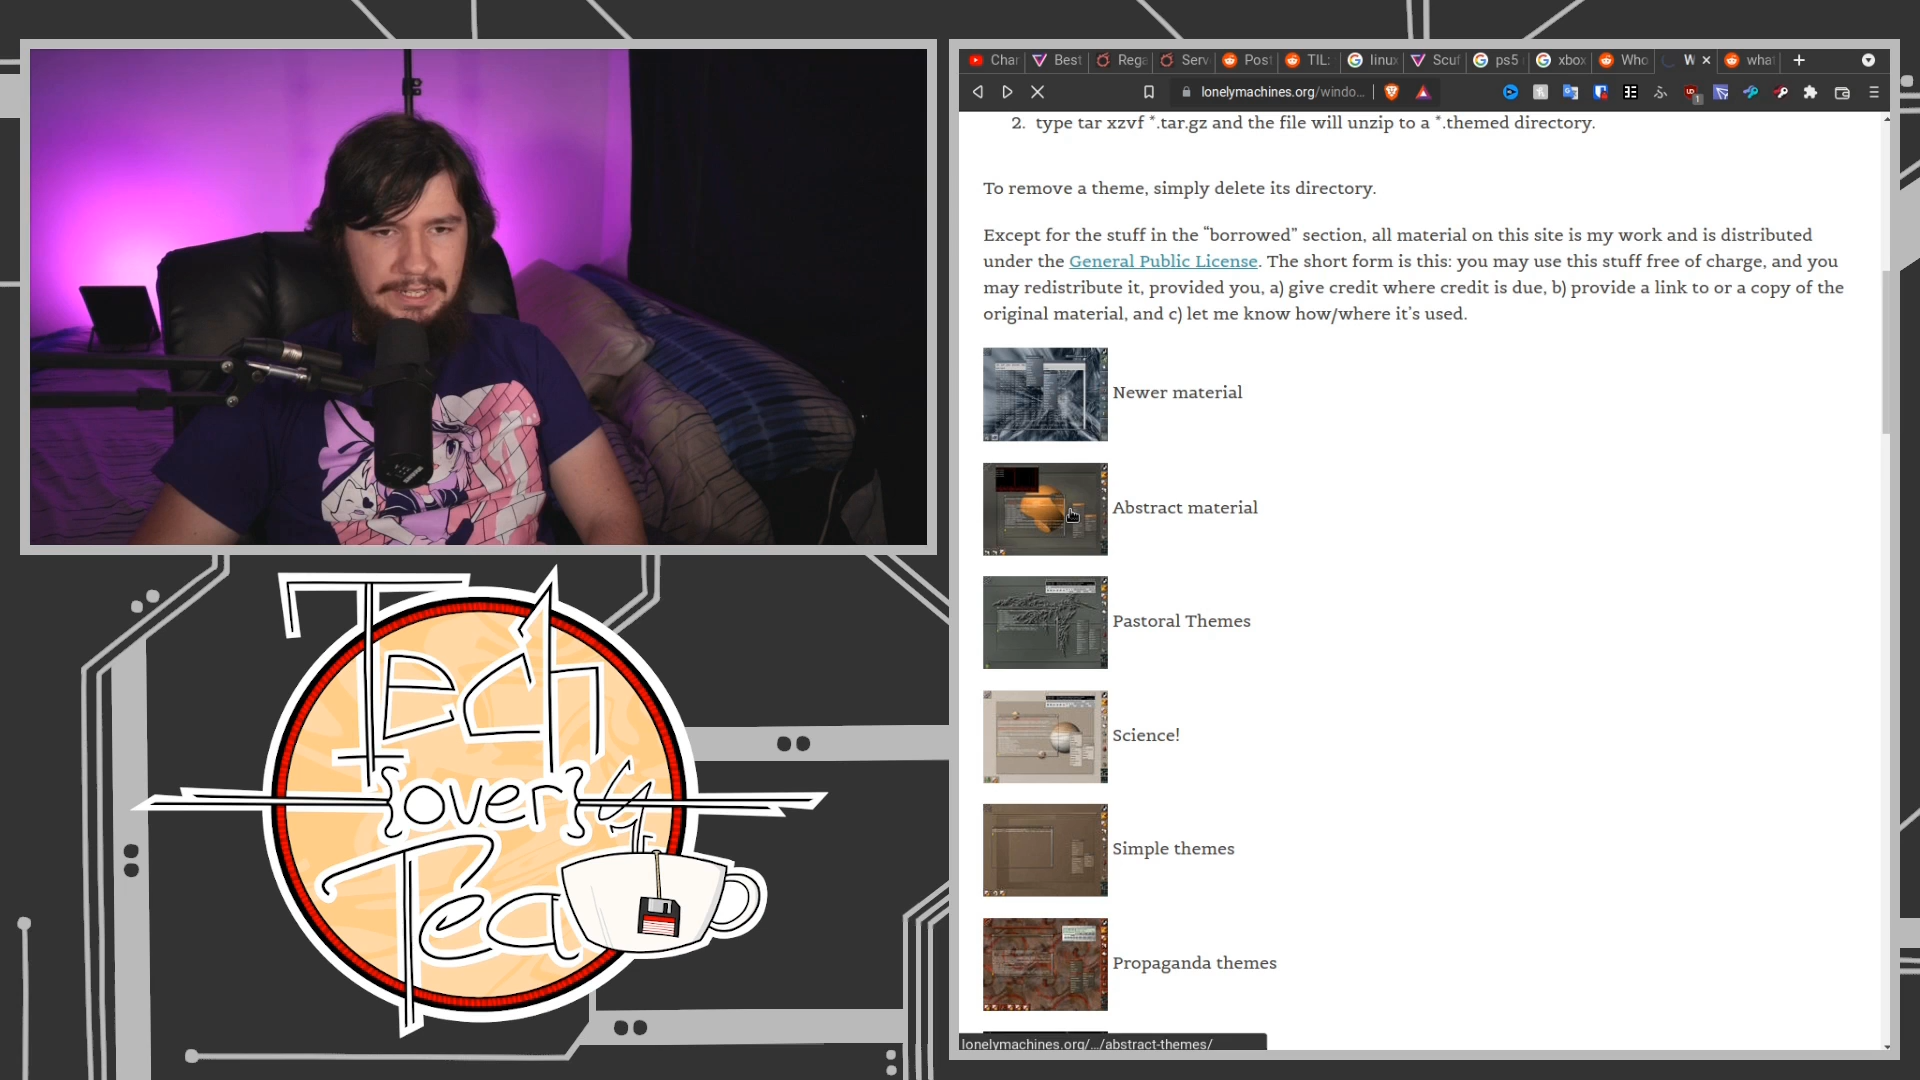 Char
Best
Rega
Serv
Post
TIL:
linux
Scuf
ps5
xbox
Who
W
what
lonelymachines.org/windo...
2. type tar xzvf *.tar.gz and the file will unzip to a *.themed directory.
To remove a theme, simply delete its directory.
Except for the stuff in the “borrowed” section, all material on this site is my work and is distributed
under the General Public License. The short form is this: you may use this stuff free of charge, and you
may redistribute it, provided you, a) give credit where credit is due, b) provide a link to or a copy of the
original material, and c) let me know how/where it’s used.
Newer material
Abstract material
Pastoral Themes
Science!
Simple themes
Propaganda themes
lonelymachines.org/.../abstract-themes/
Tech
{over}
Tea